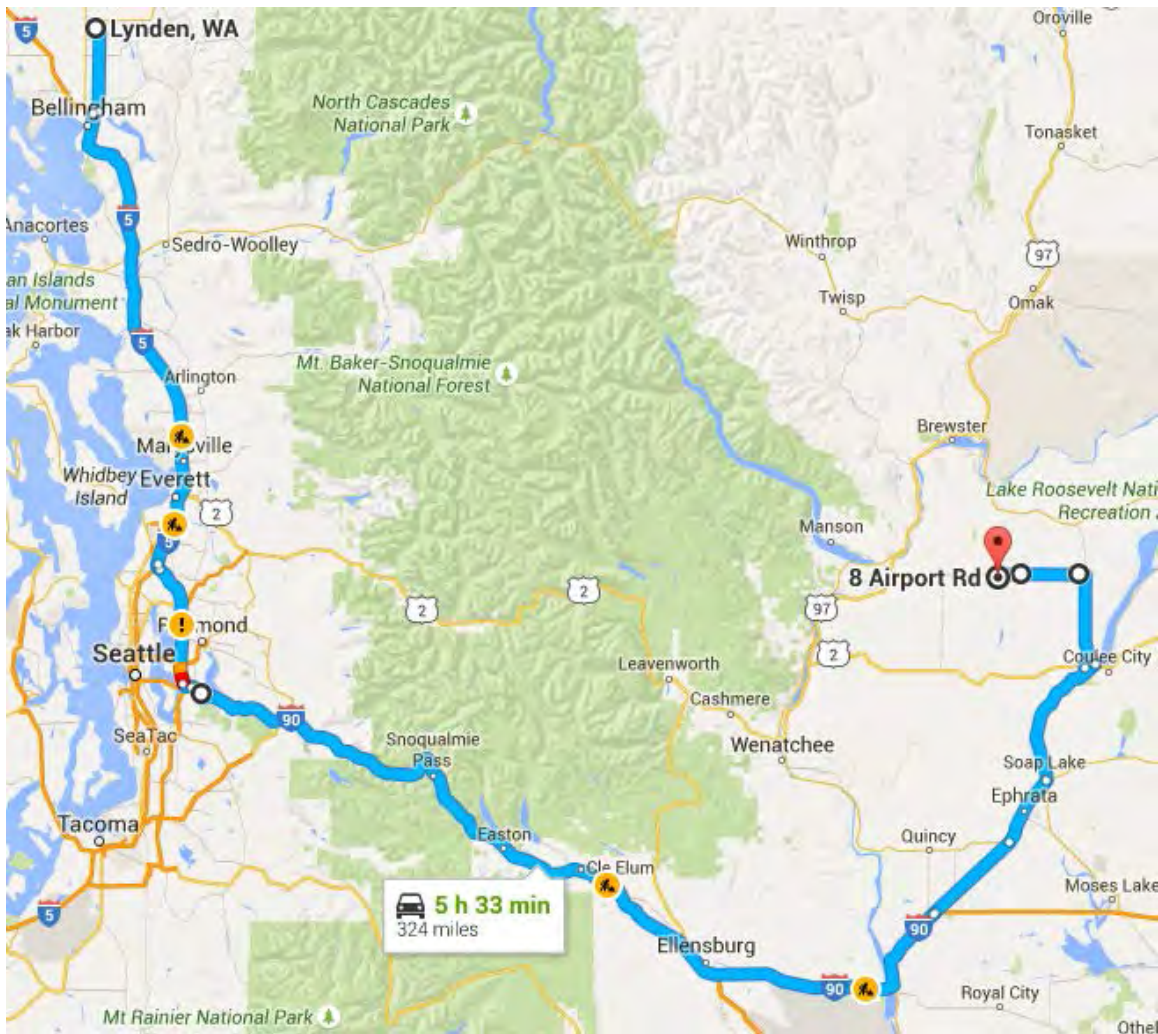 5
Lynden, WA
Oroville
Bellingham
North Cascades
National Park
Tonasket
5
Anacortes
Sedro-Woolley
Winthrop
97
an Islands
al Monument
Twisp
Omak
ak Harbor
5
Mt. Baker-Snoqualmie
National Forest
Arlington
Brewster
Whidbey
Island
Everett
Lake Roosevelt Nati
Recreation
2
5
Manson
8 Airport Rd
2
2
97
2
Seattle
Leavenworth
Coulee City
Cashmere
90
SeaTac
Snoqualmie
Pass
Wenatchee
Soap Lake
Ephrata
Tacoma
Easton
Quincy
Cle Elum
Moses Lake
5 h 33 min
324 miles
5
90
Ellensburg
90
Royal City
Mt Rainier National Park
Othe